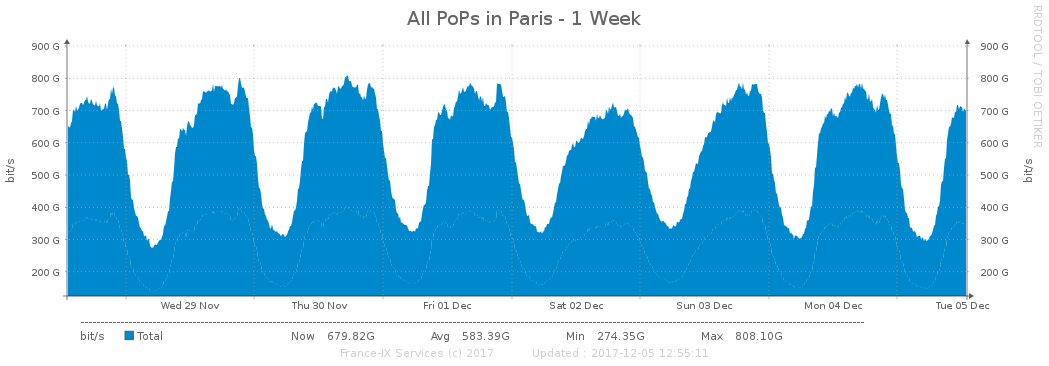 All PoPs in Paris - 1 Week
RRDTOOL / TOBI OETIKER
bit/s
900 G
800 G
700 G
600 G
500 G
400 G
300 G
200 G
900 G
800 G
700 G
600 G
500 G
400 G
300 G
200 G
bit/s
Wed 29 Nov Thu 30 Nov Fri 01 Dec Sat 02 Dec Sun 03 Dec Mon 04 Dec Tue 05 Dec
bit/s Total Now 679.82G Avg 583.39G Min 274.35G Max 808.10G
France-IX Services (c) 2017 Updated : 2017-12-05 12:55:11